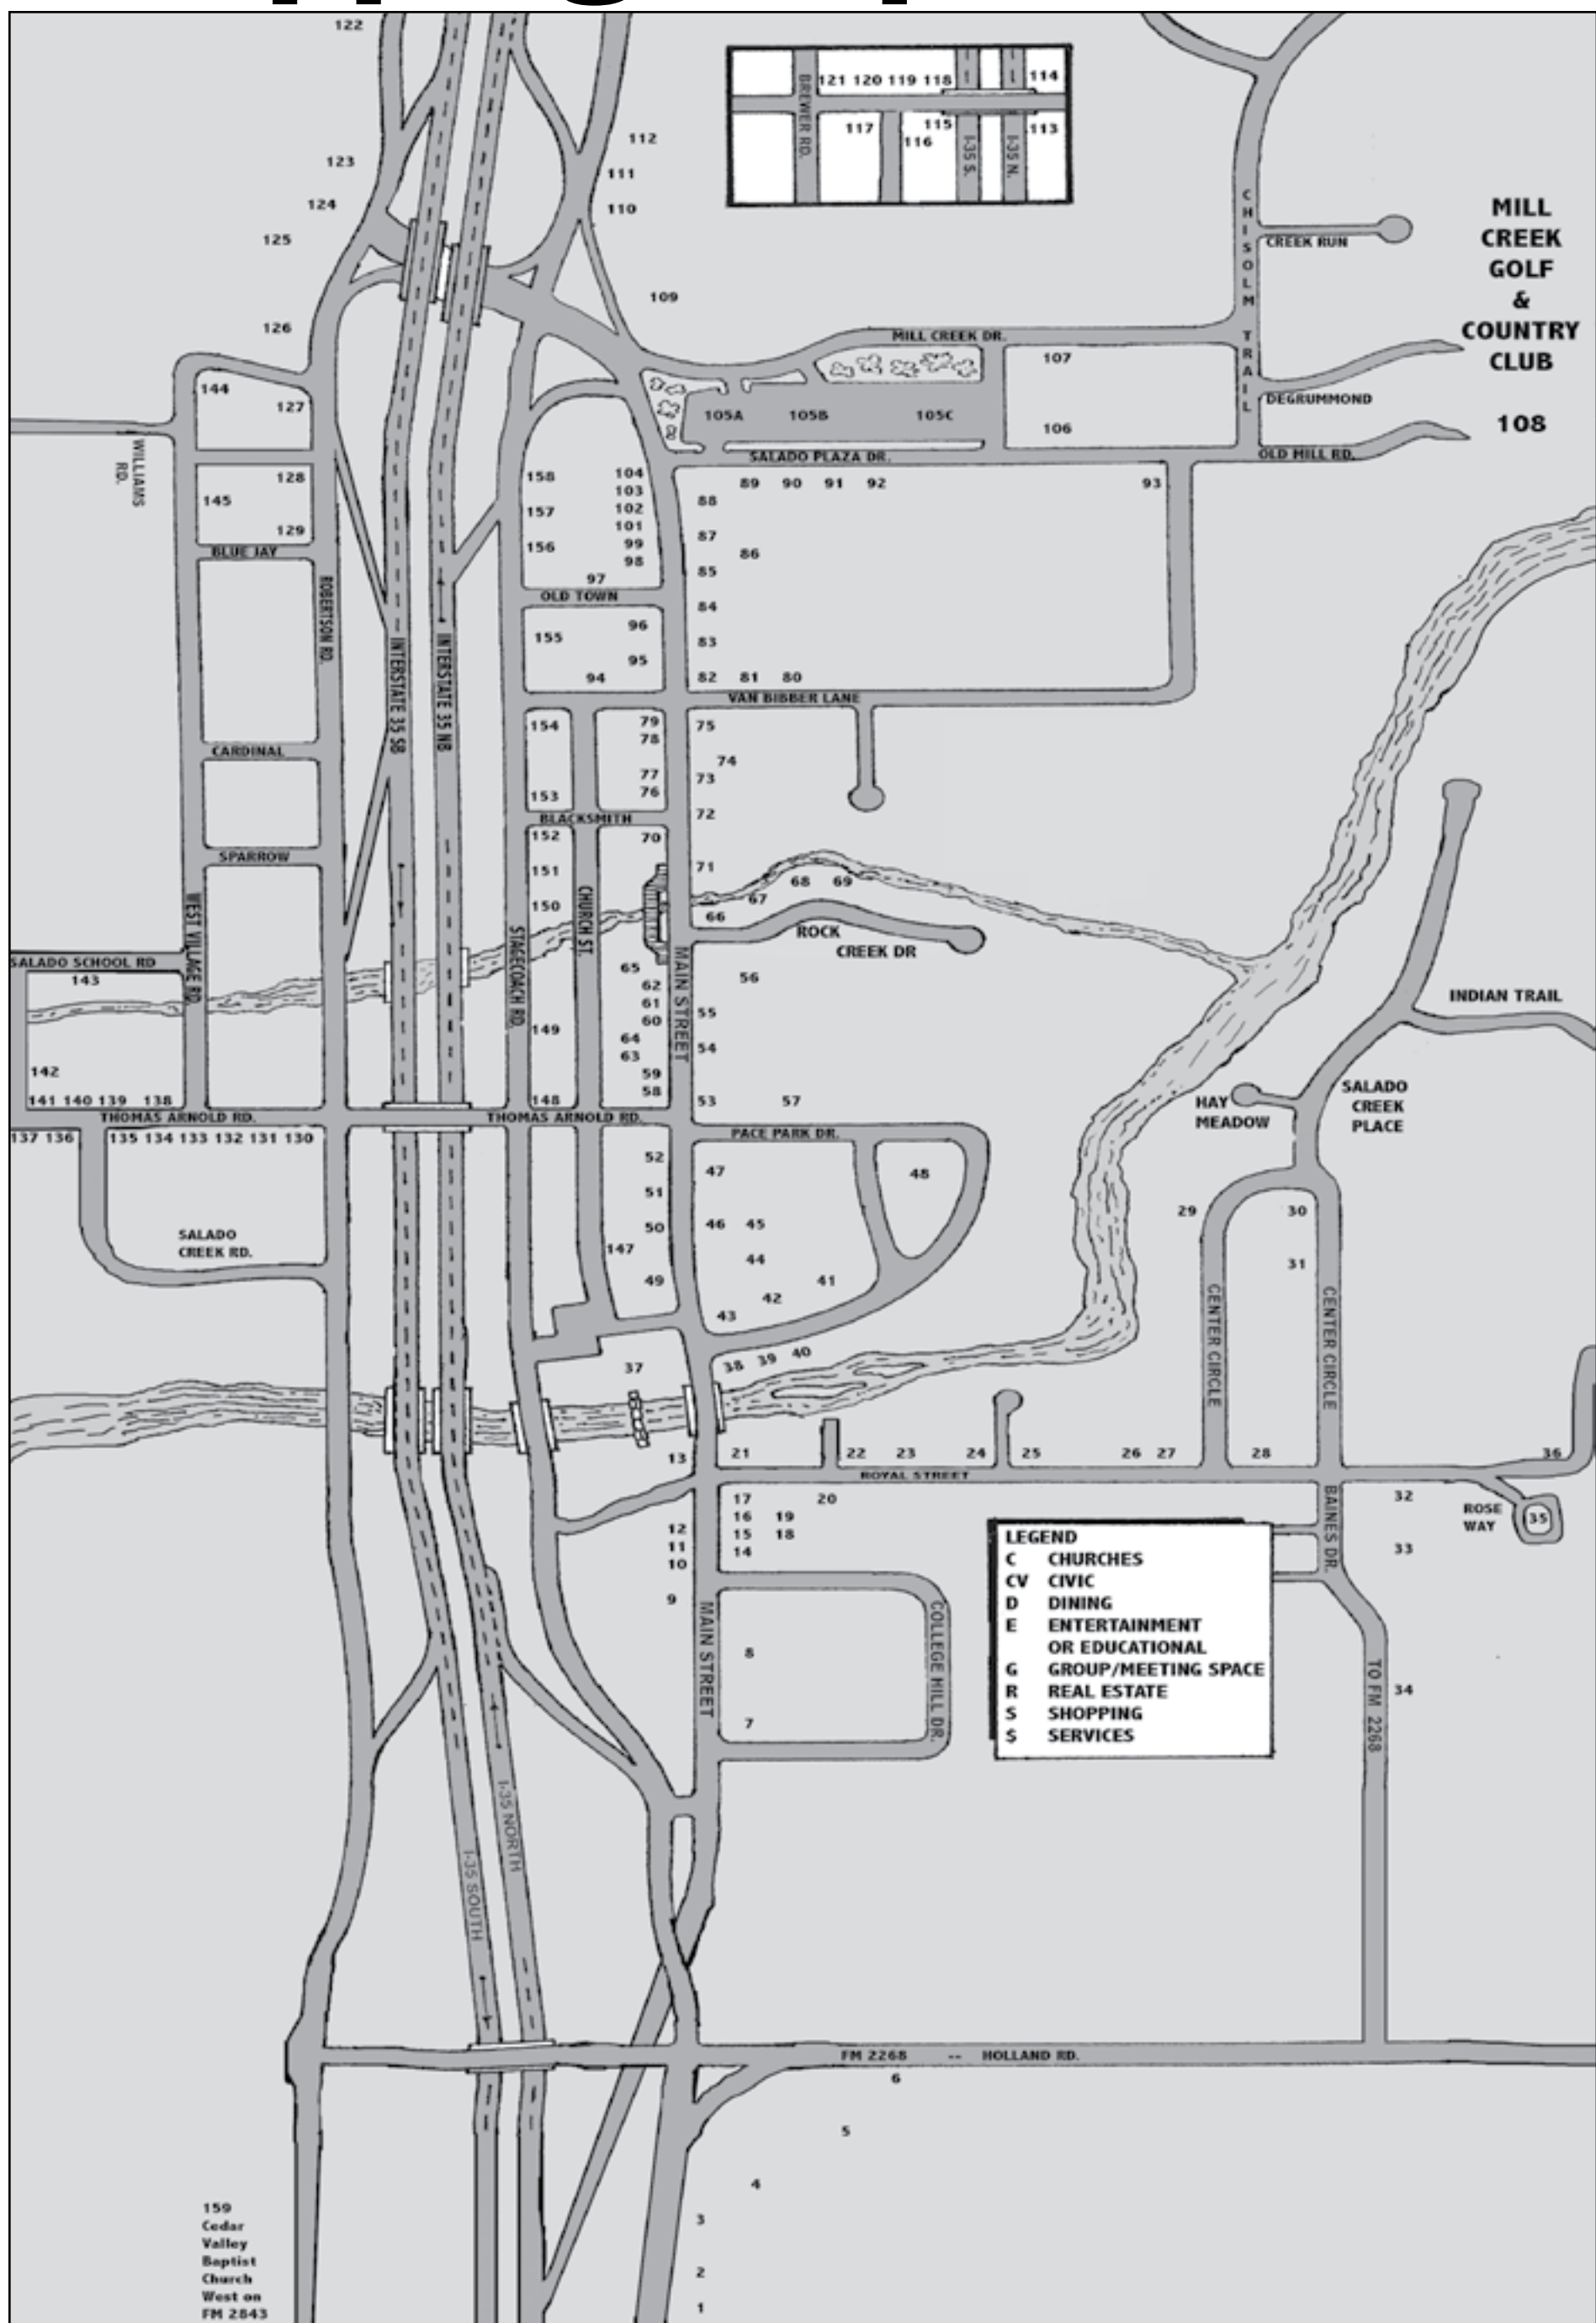 122
121 120 119 118
114
BREWER RD.
117
115
116
I-35 S.
I-35 N.
113
112
123
111
124
110
125
CHISOLM TRAIL
CREEK RUN
MILL
CREEK
GOLF
&
COUNTRY
CLUB
108
109
126
MILL CREEK DR.
107
144
127
105A
105B
105C
106
DEGRUMMOND
OLD MILL RD.
WILLIAMS
RD.
SALADO PLAZA DR.
128
145
129
158
104
103
157
102
101
156
99
98
97
88
89
90
91
92
93
87
86
85
84
83
82
81
80
BLUE JAY
ROBERTSON RD.
OLD TOWN
96
155
95
94
INTERSTATE 35 SB
INTERSTATE 35 NB
VAN BIBBER LANE
154
79
78
75
74
CARDINAL
77
73
153
76
72
BLACKSMITH
152
70
SPARROW
151
71
68
69
67
150
66
WEST VILLAGE RD.
CHURCH ST.
STAGECOACH RD.
MAIN STREET
ROCK
CREEK DR
SALADO SCHOOL RD
143
65
62
61
60
56
55
149
64
63
54
59
58
142
141 140 139 138
148
53
57
INDIAN TRAIL
HAY
MEADOW
SALADO
CREEK
PLACE
THOMAS ARNOLD RD.
THOMAS ARNOLD RD.
PACE PARK DR.
137 136
135 134 133 132 131 130
52
47
48
51
50
46
45
147
44
49
41
42
43
SALADO
CREEK RD.
29
30
31
CENTER CIRCLE
CENTER CIRCLE
37
38
39
40
13
21
22
23
24
25
26
27
28
36
ROYAL STREET
17
20
16
19
12
15
18
11
14
10
9
BAINES DR.
32
33
ROSE
WAY
35
34
TO FM 2268
LEGEND
C CHURCHES
CV CIVIC
D DINING
E ENTERTAINMENT
OR EDUCATIONAL
G GROUP/MEETING SPACE
R REAL ESTATE
S SHOPPING
$ SERVICES
MAIN STREET
8
7
COLLEGE HILL DR.
I-35 NORTH
I-35 SOUTH
FM 2268 -- HOLLAND RD.
6
5
4
3
2
1
159
Cedar
Valley
Baptist
Church
West on
FM 2843